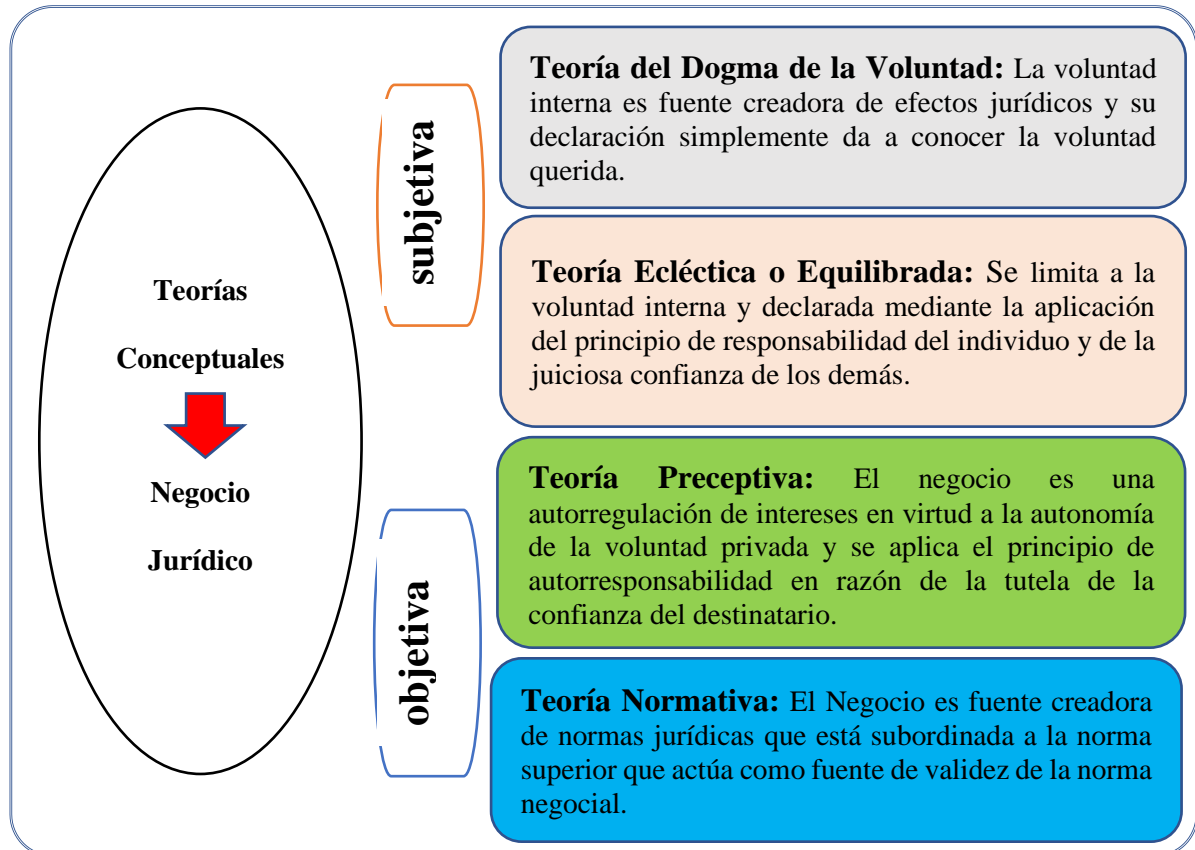 Teorías
Conceptuales
Negocio
Jurídico
subjetiva
Teoría del Dogma de la Voluntad: La voluntad
interna es fuente creadora de efectos jurídicos y su
declaración simplemente da a conocer la voluntad
querida.
Teoría Ecléctica o Equilibrada: Se limita a la
voluntad interna y declarada mediante la aplicación
del principio de responsabilidad del individuo y de la
juiciosa confianza de los demás.
objetiva
Teoría Preceptiva: El negocio es una
autorregulación de intereses en virtud a la autonomía
de la voluntad privada y se aplica el principio de
autorresponsabilidad en razón de la tutela de la
confianza del destinatario.
Teoría Normativa: El Negocio es fuente creadora
de normas jurídicas que está subordinada a la norma
superior que actúa como fuente de validez de la norma
negocial.